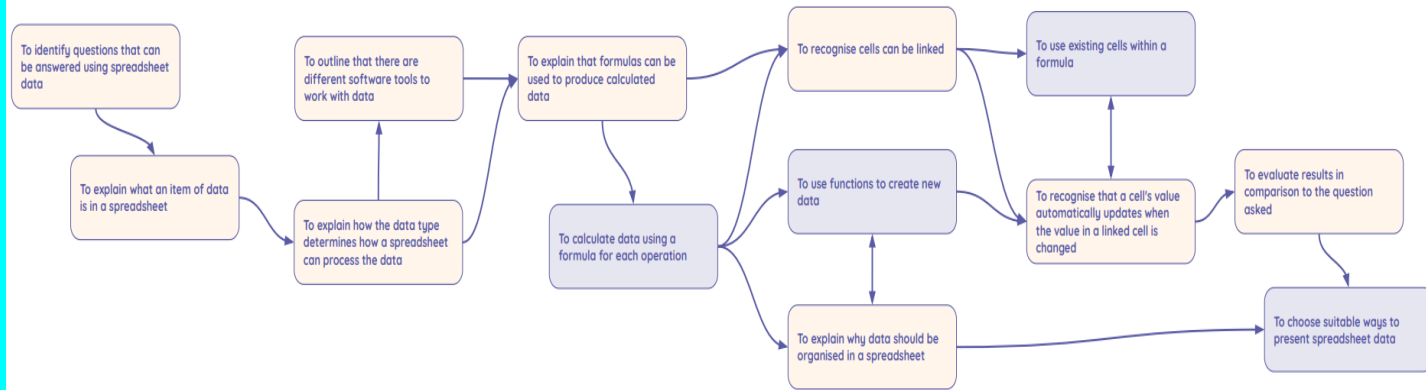 To identify questions that can
be answered using spreadsheet
data
To explain what an item of data
is in a spreadsheet
To outline that there are
different software tools to
work with data
To explain how the data type
determines how a spreadsheet
can process the data
To explain that formulas can be
used to produce calculated
data
To calculate data using a
formula for each operation
To recognise cells can be linked
To use functions to create new
data
To explain why data should be
organised in a spreadsheet
To use existing cells within a
formula
To recognise that a cell's value
automatically updates when
the value in a linked cell is
changed
To evaluate results in
comparison to the question
asked
To choose suitable ways to
present spreadsheet data